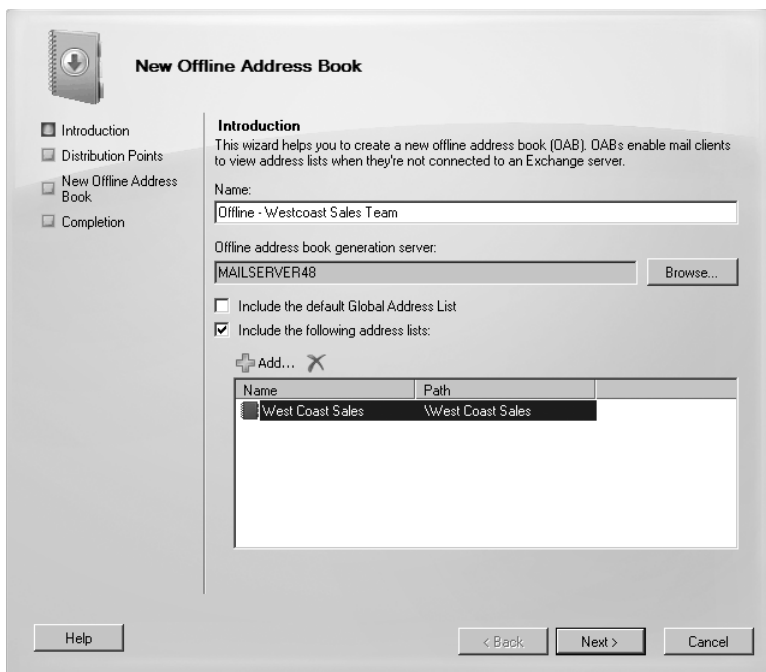 New Offline Address Book
Introduction
Distribution Points
New Offline Address
Book
Completion
Introduction
This wizard helps you to create a new offline address book (OAB). OABs enable mail clients
to view address lists when they're not connected to an Exchange server.
Name:
Offline - Westcoast Sales Team
Offline address book generation server:
MAILSERVER48
Browse...
Include the default Global Address List
Include the following address lists:
Add...
Name Path
West Coast Sales \West Coast Sales
Help
< Back
Next >
Cancel